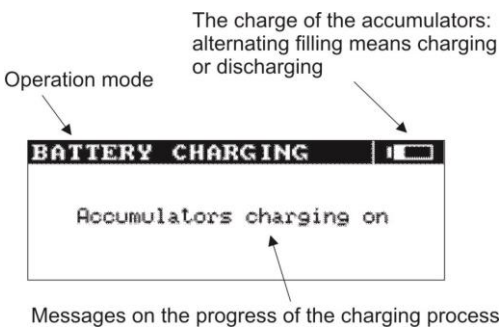 The charge of the accumulators:
alternating filling means charging
or discharging
Operation mode
BATTERY CHARGING
Accumulators charging on
Messages on the progress of the charging process